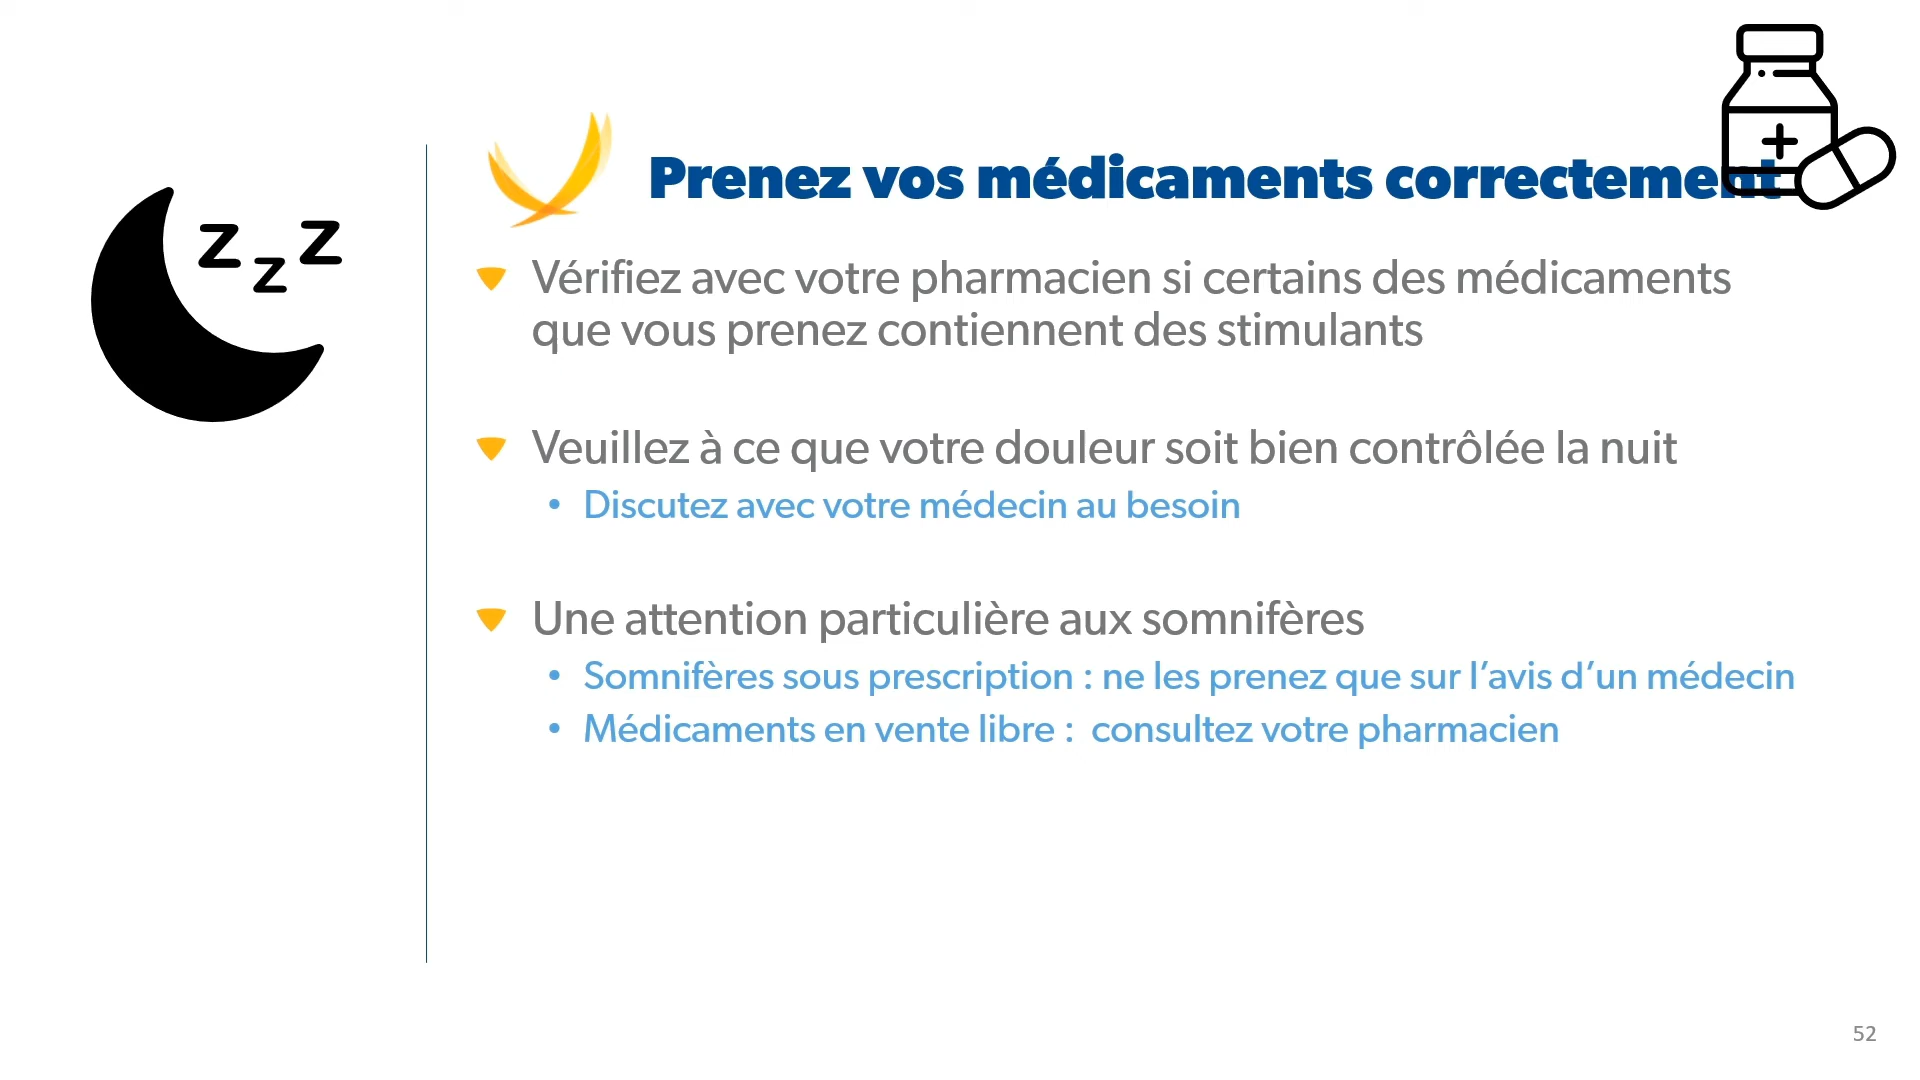 z z z
Prenez vos médicaments correctement
Vérifiez avec votre pharmacien si certains des médicaments
que vous prenez contiennent des stimulants
Veuillez à ce que votre douleur soit bien contrôlée la nuit
• Discutez avec votre médecin au besoin
Une attention particulière aux somnifères
• Somnifères sous prescription : ne les prenez que sur l’avis d’un médecin
• Médicaments en vente libre :  consultez votre pharmacien
52